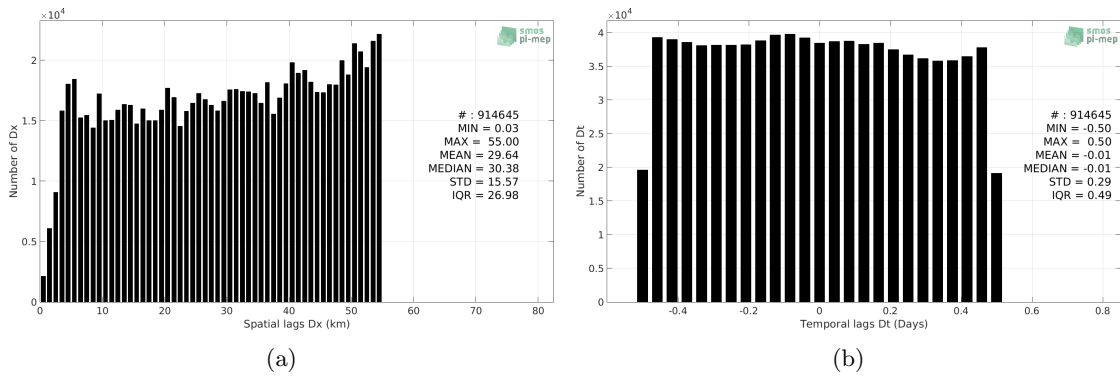 ×10⁴
2
1.5
1
0.5
0
Number of Dx
0 10 20 30 40 50 60 70 80
Spatial lags Dx (km)
smos
pi-mep
# : 914645
MIN = 0.03
MAX = 55.00
MEAN = 29.64
MEDIAN = 30.38
STD = 15.57
IQR = 26.98
(a)
×10⁴
4
3.5
3
2.5
2
1.5
1
0.5
0
Number of Dt
-0.4 -0.2 0 0.2 0.4 0.6 0.8
Temporal lags Dt (Days)
smos
pi-mep
# : 914645
MIN = -0.50
MAX = 0.50
MEAN = -0.01
MEDIAN = -0.01
STD = 0.29
IQR = 0.49
(b)